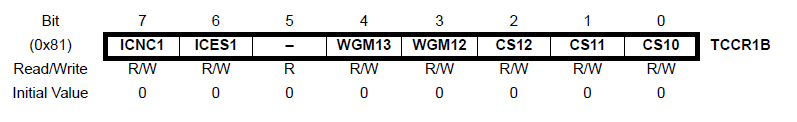 Bit 7 6 5 4 3 2 1 0
(0x81) ICNC1 ICES1 – WGM13 WGM12 CS12 CS11 CS10 TCCR1B
Read/Write R/W R/W R R/W R/W R/W R/W R/W
Initial Value 0 0 0 0 0 0 0 0